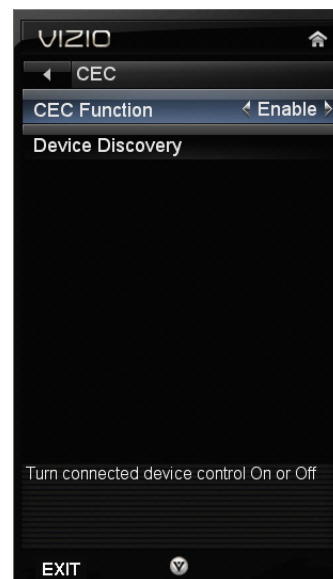 VIZIO
CEC
CEC Function Enable
Device Discovery
Turn connected device control On or Off
EXIT